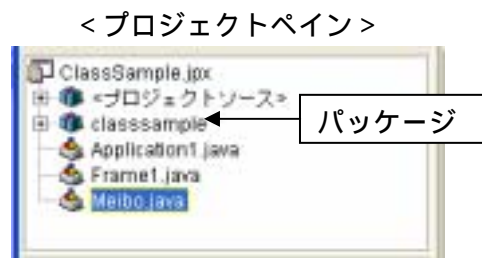 <プロジェクトペイン>
ClassSample.jpx
<プロジェクトソース>
classsample
パッケージ
Application1.java
Frame1.java
Meibo.java